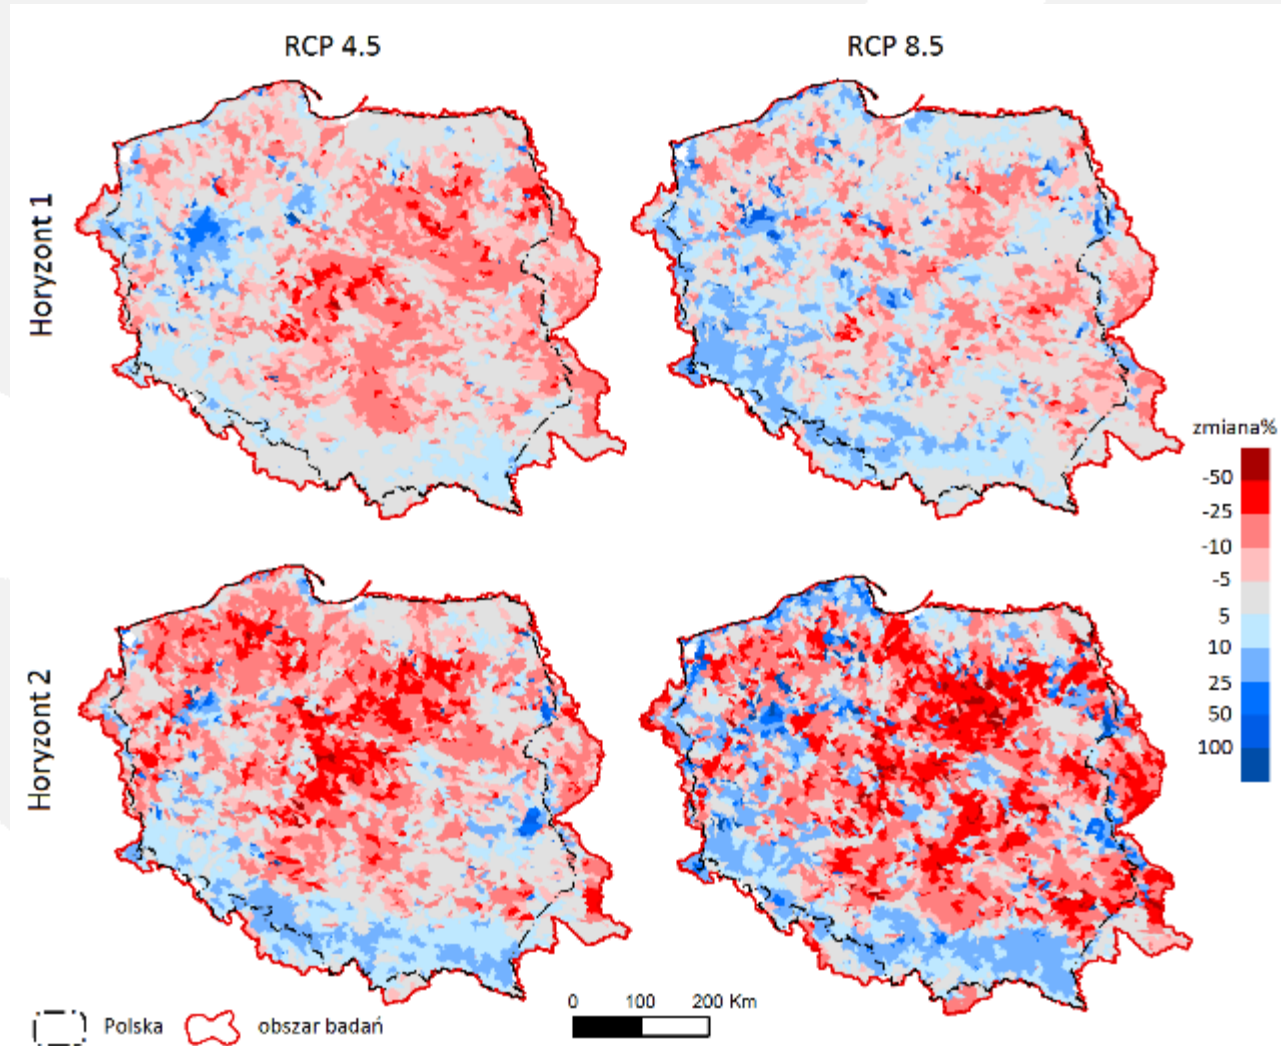 RCP 4.5
RCP 8.5
Horyzont 1
zmiana%
-50
-25
-10
-5
5
10
25
50
100
Horyzont 2
0 100 200 Km
Polska
obszar badań